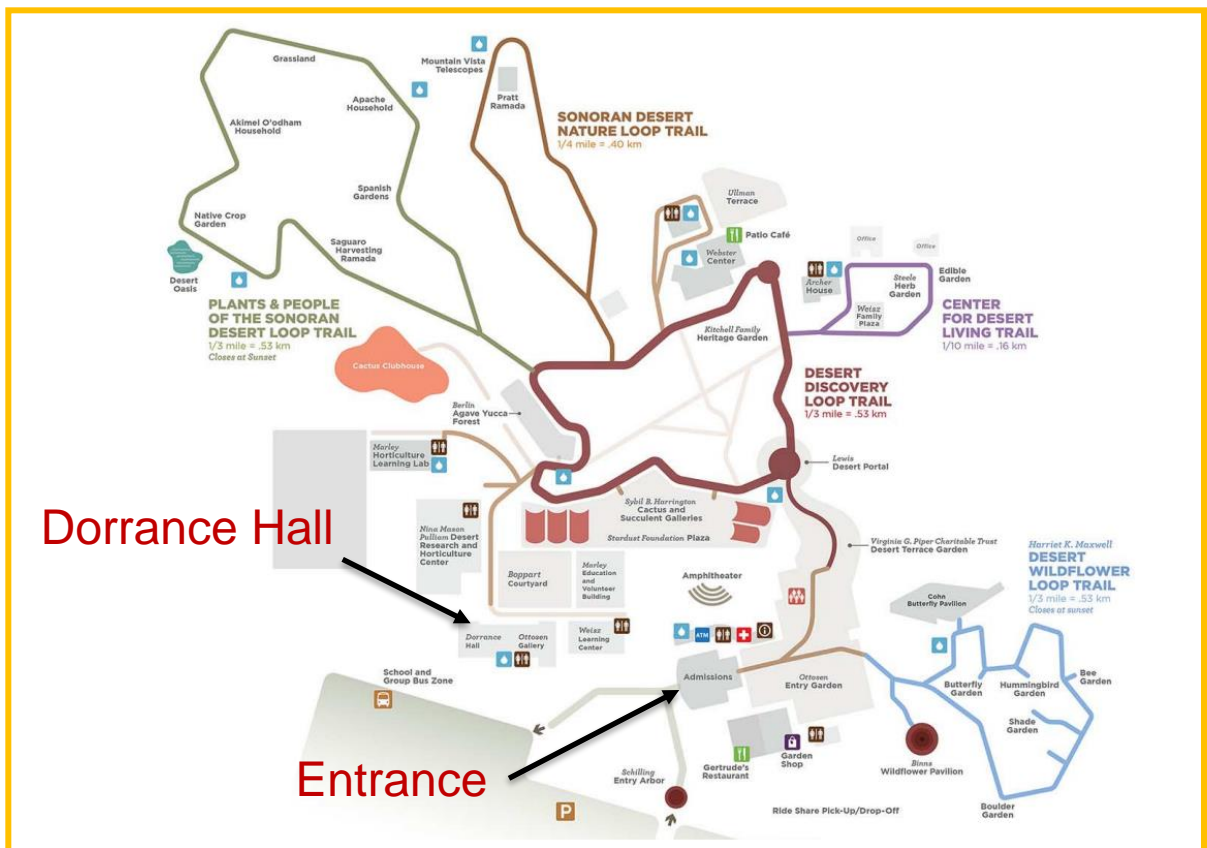 Grassland
Mountain Vista
Telescopes
Pratt
Ramada
Apache
Household
Akimel O'odham
Household
SONORAN DESERT
NATURE LOOP TRAIL
1/4 mile = .40 km
Spanish
Gardens
Native Crop
Garden
Saguaro
Harvesting
Ramada
Desert
Oasis
PLANTS & PEOPLE
OF THE SONORAN
DESERT LOOP TRAIL
1/3 mile = .53 km
Closes at Sunset
Ullman
Terrace
Patio Café
Webster
Center
Office
Office
Archer
House
Steele
Herb
Garden
Edible
Garden
Weisz
Family
Plaza
CENTER
FOR DESERT
LIVING TRAIL
1/10 mile = .16 km
Kitchell Family
Heritage Garden
Cactus Clubhouse
DESERT
DISCOVERY
LOOP TRAIL
1/3 mile = .53 km
Berlin
Agave Yucca
Forest
Marley
Horticulture
Learning Lab
Lewis
Desert Portal
Sybil B. Harrington
Cactus and
Succulent Galleries
Stardust Foundation Plaza
Dorrance Hall
Nina Mason
Pulliam Desert
Research and
Horticulture
Center
Boppart
Courtyard
Marley
Education
and
Volunteer
Building
Amphitheater
Virginia G. Piper Charitable Trust
Desert Terrace Garden
Harriet K. Maxwell
DESERT
WILDFLOWER
LOOP TRAIL
1/3 mile = .53 km
Closes at sunset
Cohn
Butterfly Pavilion
Dorrance
Hall
Ottosen
Gallery
Weisz
Learning
Center
ATM
School and
Group Bus Zone
Admissions
Ottosen
Entry Garden
Butterfly
Garden
Hummingbird
Garden
Bee
Garden
Shade
Garden
Entrance
Schilling
Entry Arbor
Gertrude's
Restaurant
Garden
Shop
Binns
Wildflower Pavilion
Boulder
Garden
P
Ride Share Pick-Up/Drop-Off